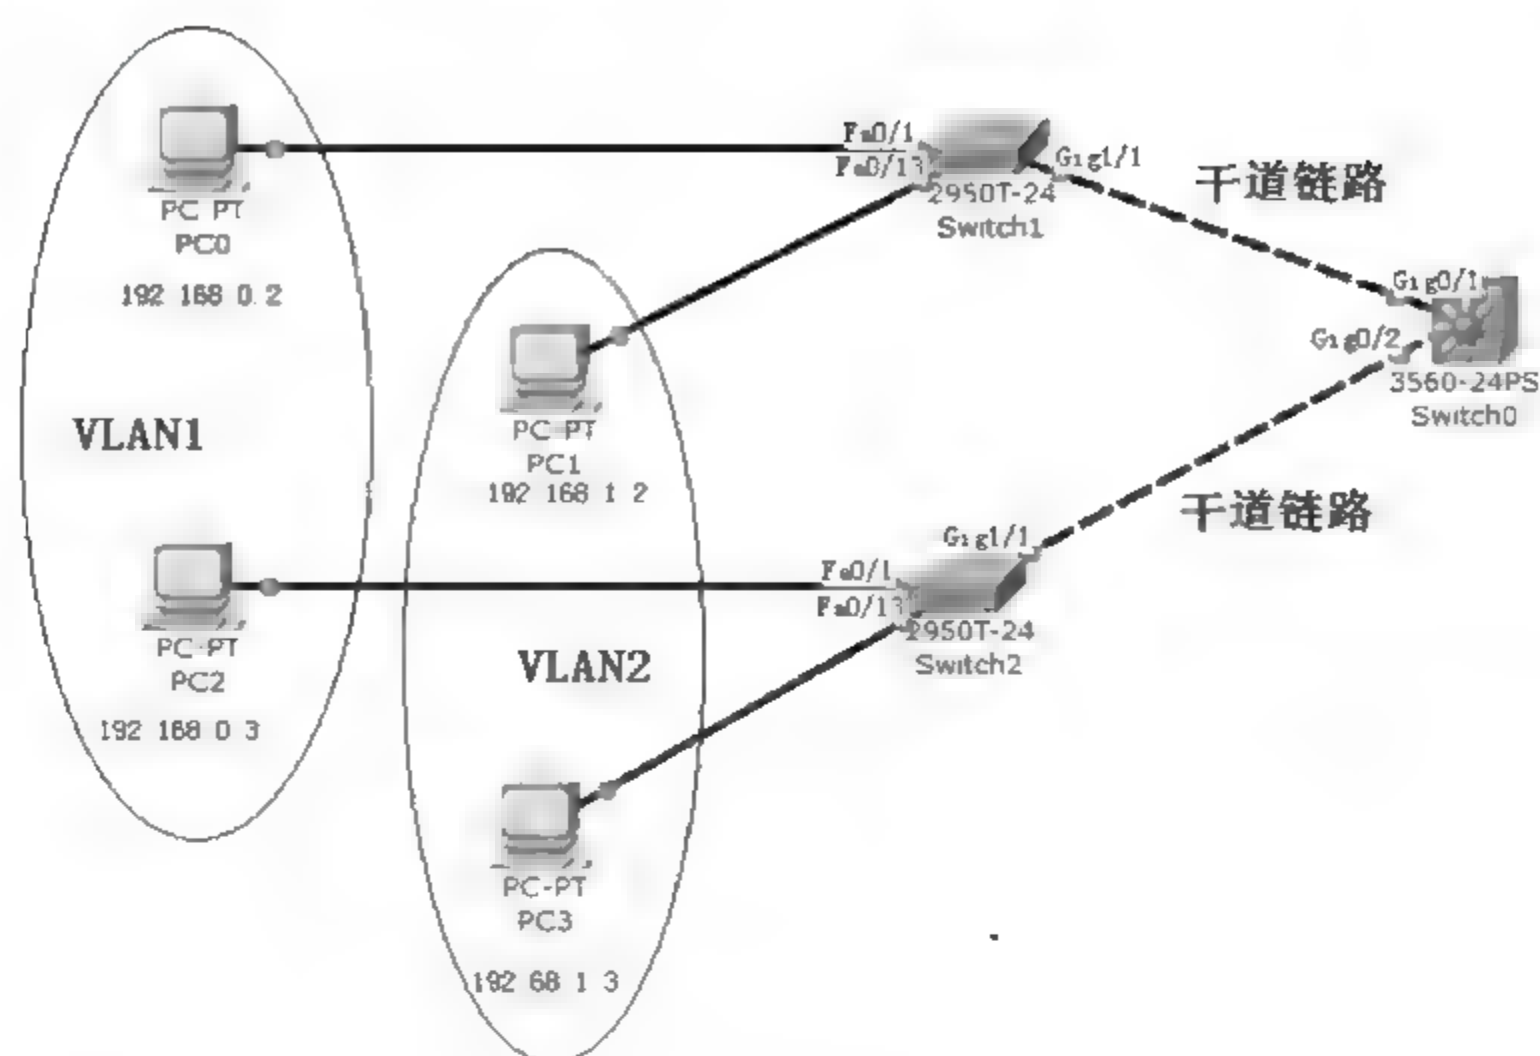 Fa0/1
Fa0/13
Gig1/1
干道链路
2950T-24
Switch1
PC PT
PC0
192 168 0.2
Gig0/1
Gig0/2
3560-24PS
Switch0
VLAN1
PC-PT
PC1
192 168 1 2
干道链路
Gig1/1
Fa0/1
Fa0/13
2950T-24
Switch2
PC-PT
PC2
192 168 0 3
VLAN2
PC-PT
PC3
192 68 1 3